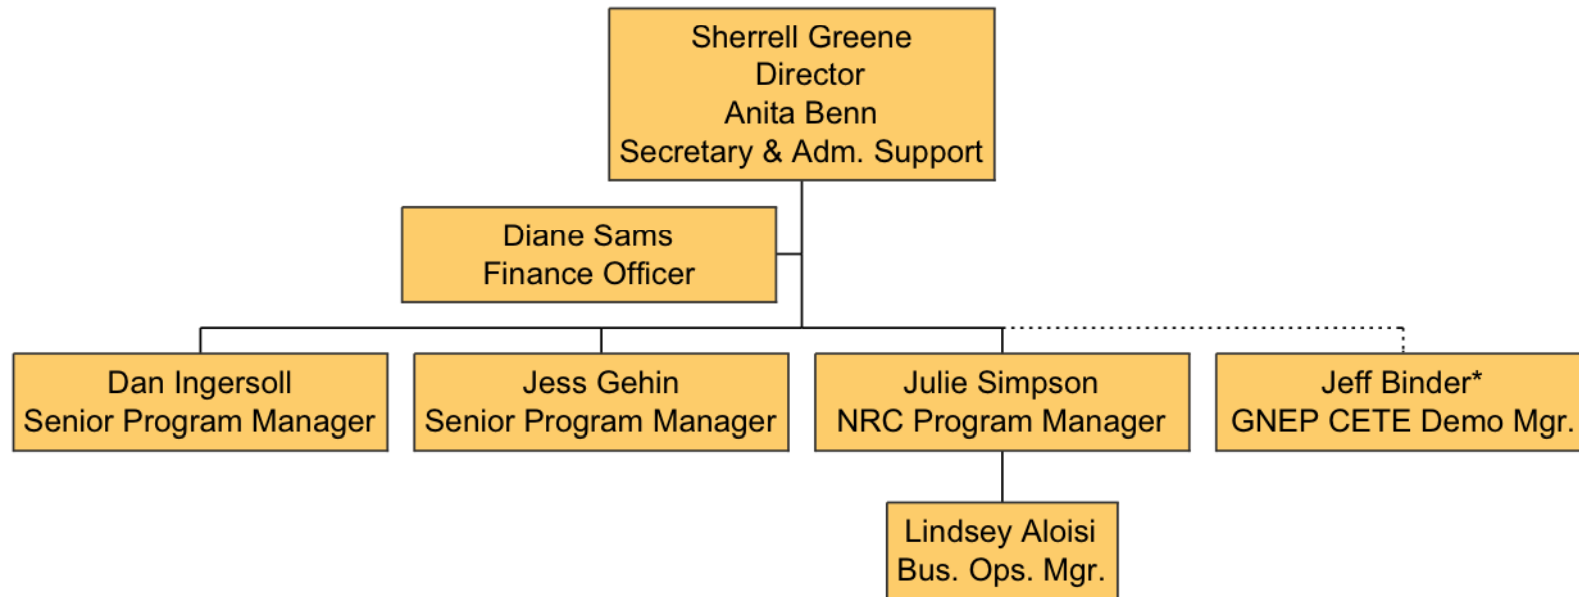 Sherrell Greene
Director
Anita Benn
Secretary & Adm. Support
Diane Sams
Finance Officer
Dan Ingersoll
Senior Program Manager
Jess Gehin
Senior Program Manager
Julie Simpson
NRC Program Manager
Jeff Binder*
GNEP CETE Demo Mgr.
Lindsey Aloisi
Bus. Ops. Mgr.